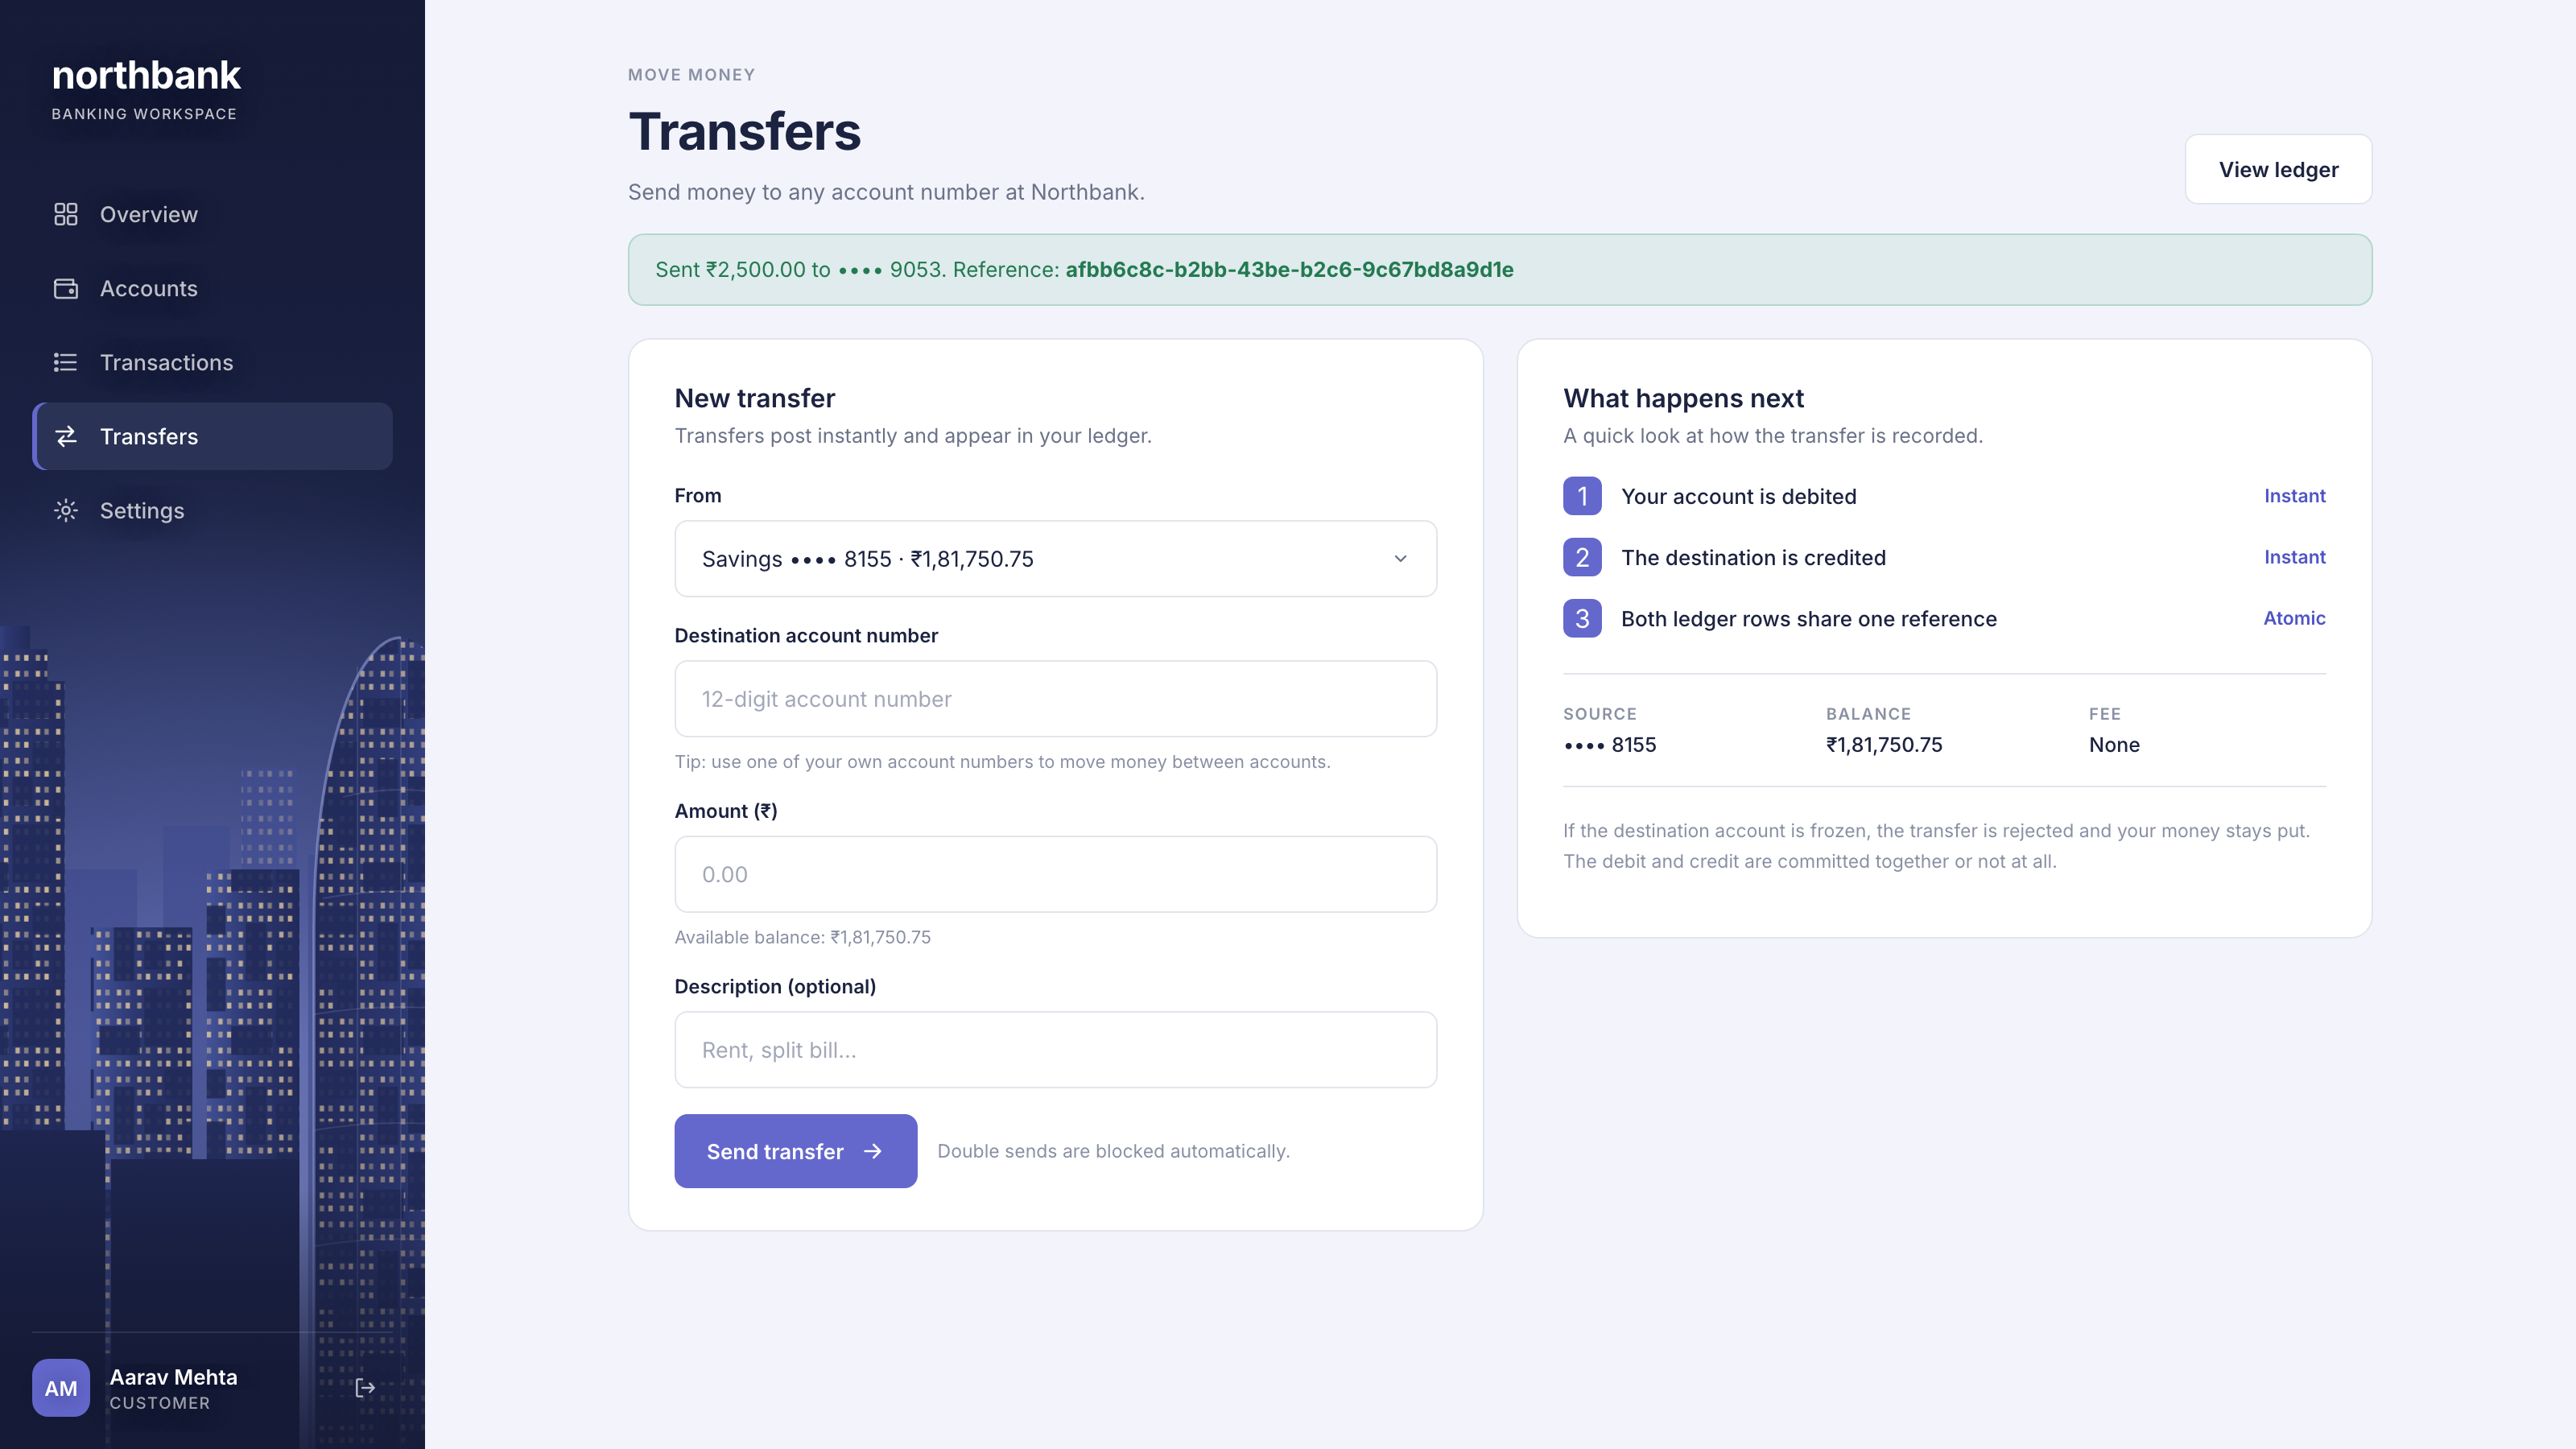 northbank
BANKING WORKSPACE
Overview
Accounts
Transactions
Transfers
Settings
AM
Aarav Mehta
CUSTOMER
MOVE MONEY
Transfers
Send money to any account number at Northbank.
View ledger
Sent ₹2,500.00 to •••• 9053. Reference: afbb6c8c-b2bb-43be-b2c6-9c67bd8a9d1e
New transfer
Transfers post instantly and appear in your ledger.
From
Savings •••• 8155 · ₹1,81,750.75
Destination account number
12-digit account number
Tip: use one of your own account numbers to move money between accounts.
Amount (₹)
0.00
Available balance: ₹1,81,750.75
Description (optional)
Rent, split bill...
Send transfer
Double sends are blocked automatically.
What happens next
A quick look at how the transfer is recorded.
1 Your account is debited Instant
2 The destination is credited Instant
3 Both ledger rows share one reference Atomic
SOURCE BALANCE FEE
•••• 8155 ₹1,81,750.75 None
If the destination account is frozen, the transfer is rejected and your money stays put.
The debit and credit are committed together or not at all.